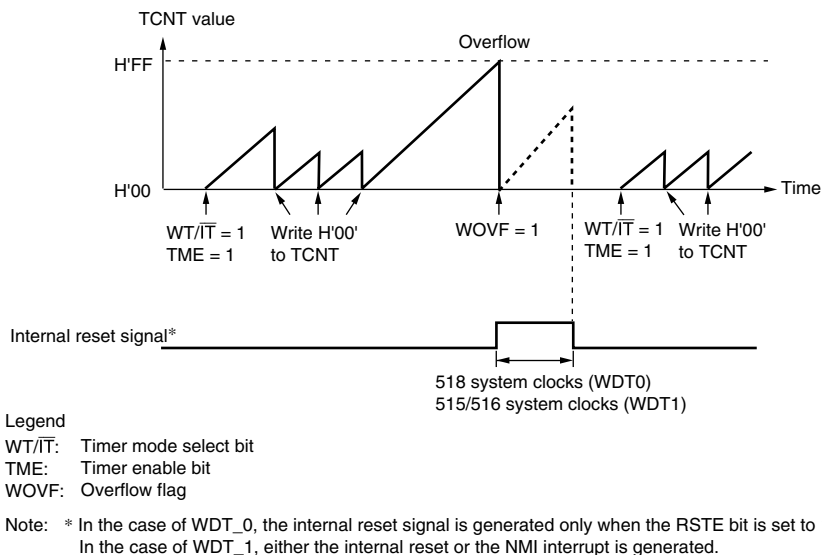 TCNT value
Overflow
H'FF
H'00
Time
WT/I̅T̅ = 1
TME = 1
Write H'00'
to TCNT
WOVF = 1
WT/I̅T̅ = 1
TME = 1
Write H'00'
to TCNT
Internal reset signal*
518 system clocks (WDT0)
515/516 system clocks (WDT1)
Legend
WT/I̅T̅: Timer mode select bit
TME: Timer enable bit
WOVF: Overflow flag
Note: * In the case of WDT_0, the internal reset signal is generated only when the RSTE bit is set to
In the case of WDT_1, either the internal reset or the NMI interrupt is generated.